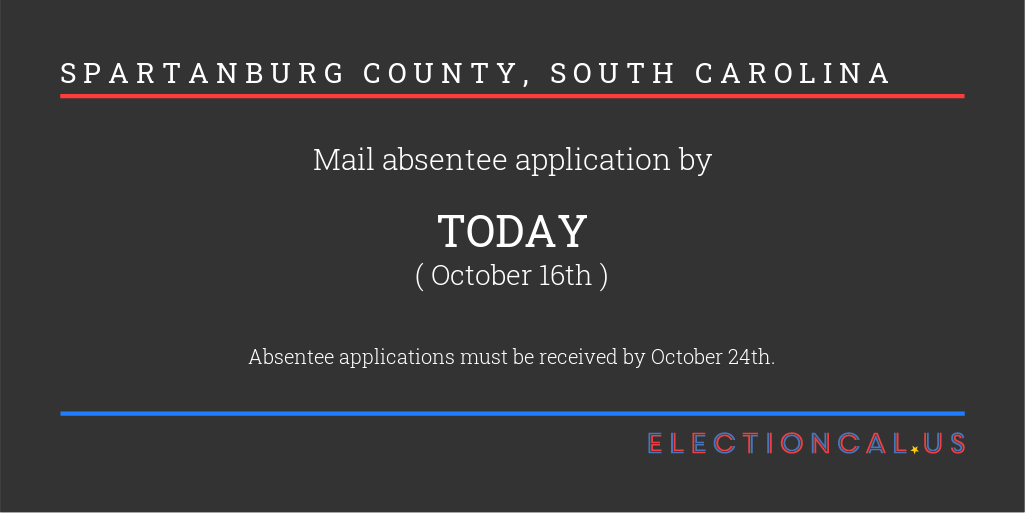 SPARTANBURG COUNTY, SOUTH CAROLINA
Mail absentee application by
TODAY
( October 16th )
Absentee applications must be received by October 24th.
ELECTIONCAL.US